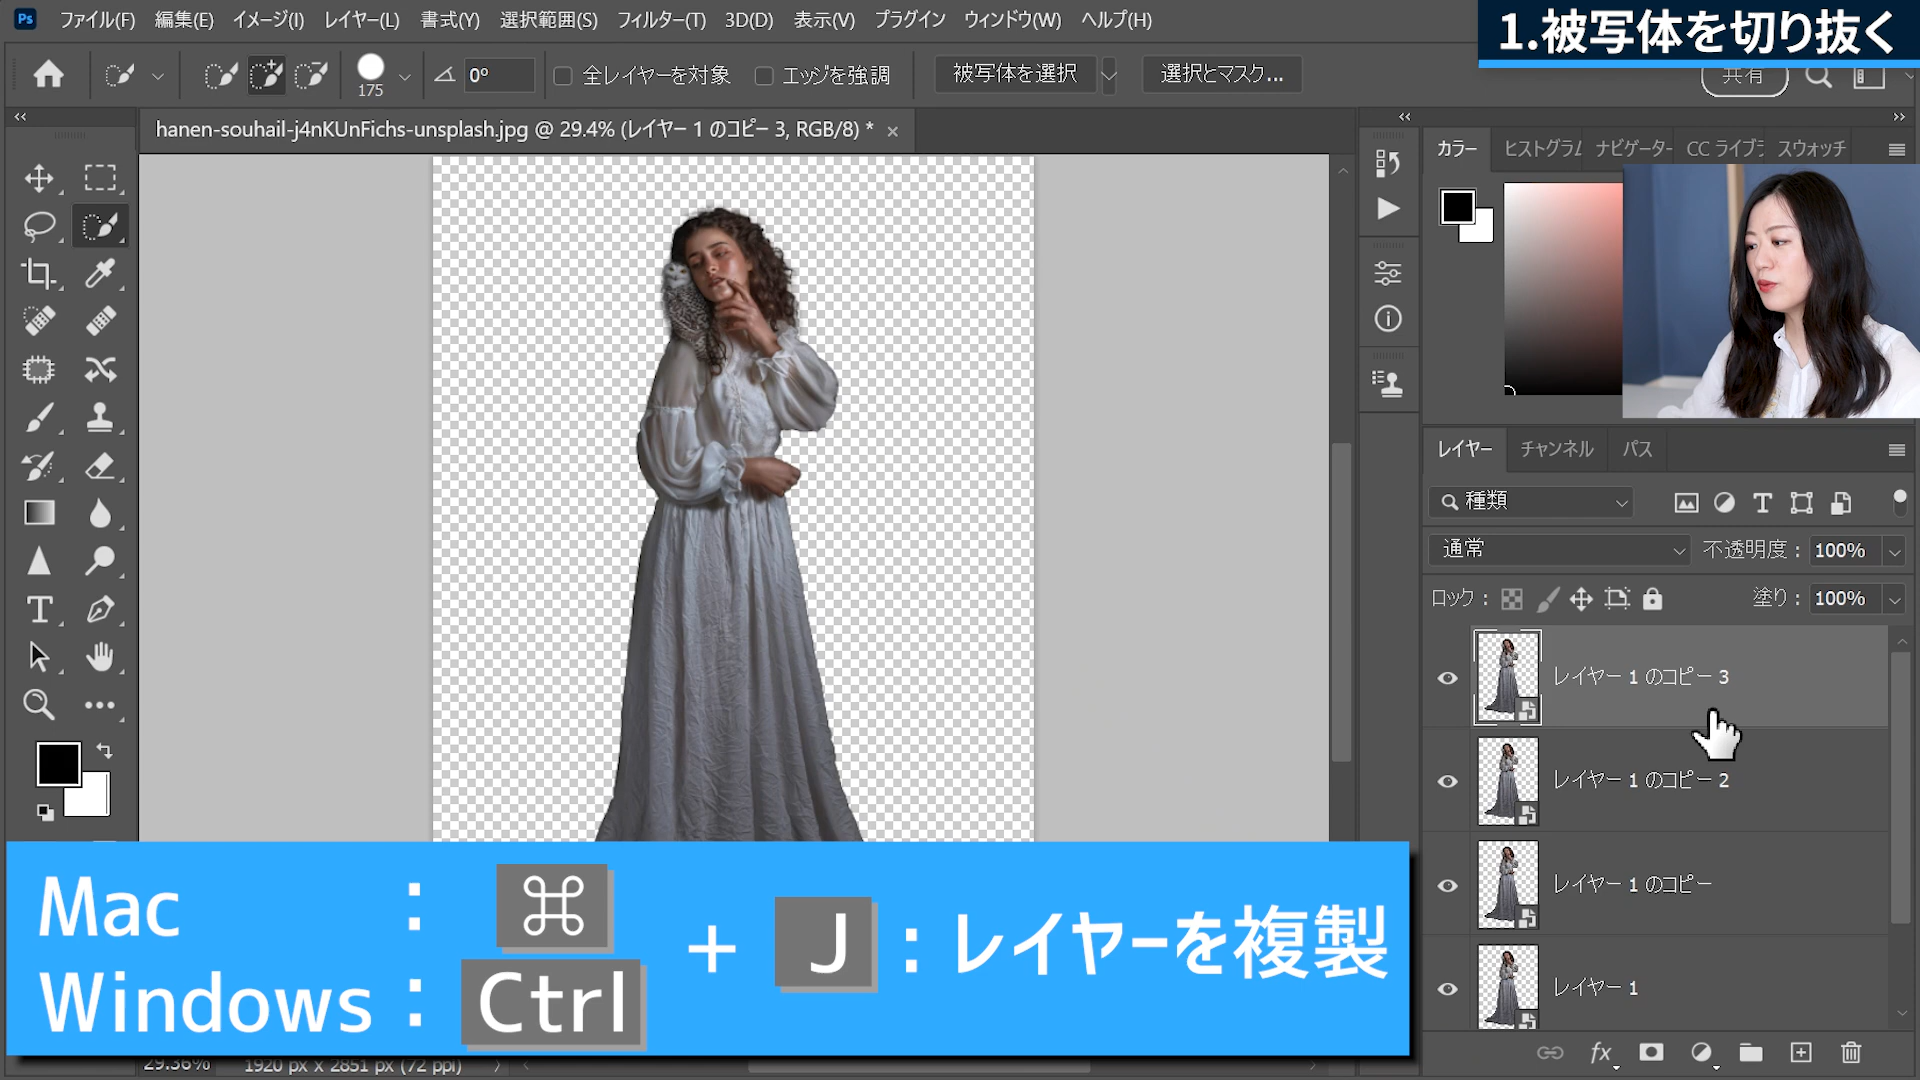 Ps ファイル(F) 編集(E) イメージ(I) レイヤー(L) 書式(Y) 選択範囲(S) フィルター(T) 3D(D) 表示(V) プラグイン ウィンドウ(W) ヘルプ(H)
1.被写体を切り抜く
175 0° 全レイヤーを対象 エッジを強調 被写体を選択 選択とマスク... 共有
hanen-souhail-j4nKUnFichs-unsplash.jpg @ 29.4% (レイヤー 1 のコピー 3, RGB/8) *
カラー ヒストグラム ナビゲーター CC ライブラ スウォッチ
レイヤー チャンネル パス
種類
通常 不透明度： 100%
ロック： 塗り： 100%
レイヤー 1 のコピー 3
レイヤー 1 のコピー 2
レイヤー 1 のコピー
レイヤー 1
Mac ： ⌘
Windows： Ctrl
+ J ：レイヤーを複製
29.36% 1920 px x 2851 px (72 ppi)
fx